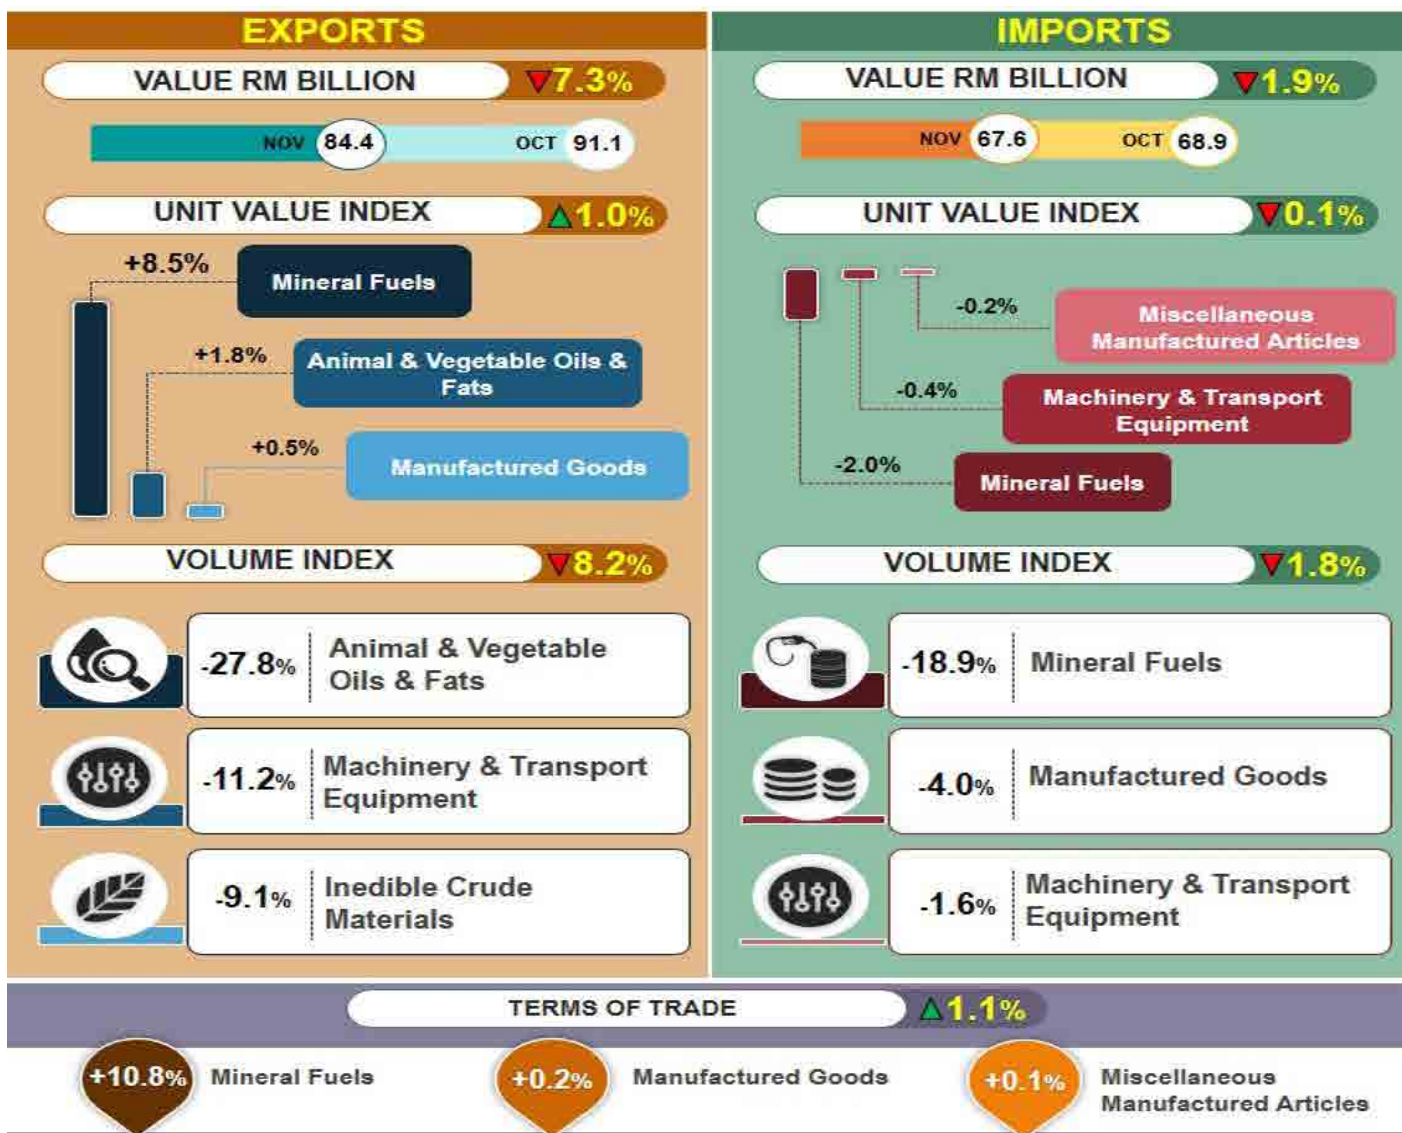 EXPORTS
VALUE RM BILLION
▼7.3%
NOV 84.4
OCT 91.1
UNIT VALUE INDEX
▲1.0%
+8.5%
Mineral Fuels
+1.8%
Animal & Vegetable Oils &
Fats
+0.5%
Manufactured Goods
VOLUME INDEX
▼8.2%
-27.8%
Animal & Vegetable
Oils & Fats
-11.2%
Machinery & Transport
Equipment
-9.1%
Inedible Crude
Materials
IMPORTS
VALUE RM BILLION
▼1.9%
NOV 67.6
OCT 68.9
UNIT VALUE INDEX
▼0.1%
-0.2%
Miscellaneous
Manufactured Articles
-0.4%
Machinery & Transport
Equipment
-2.0%
Mineral Fuels
VOLUME INDEX
▼1.8%
-18.9%
Mineral Fuels
-4.0%
Manufactured Goods
-1.6%
Machinery & Transport
Equipment
TERMS OF TRADE
▲1.1%
+10.8%
Mineral Fuels
+0.2%
Manufactured Goods
+0.1%
Miscellaneous
Manufactured Articles